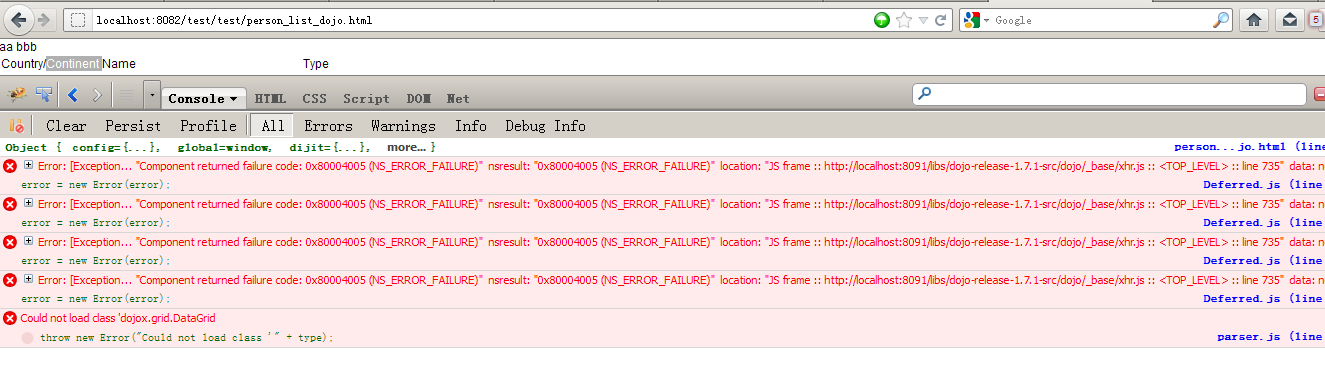 localhost:8082/test/test/person_list_dojo.html
Google
5
aa bbb
Country/Continent Name Type
Console HTML CSS Script DOM Net
Clear Persist Profile All Errors Warnings Info Debug Info
Object { config={...}, global=window, dijit={...}, more... } person...jo.html (line
Error: [Exception... "Component returned failure code: 0x80004005 (NS_ERROR_FAILURE)" nsresult: "0x80004005 (NS_ERROR_FAILURE)" location: "JS frame :: http://localhost:8091/libs/dojo-release-1.7.1-src/dojo/_base/xhr.js :: <TOP_LEVEL> :: line 735" data: n
error = new Error(error); Deferred.js (line
Error: [Exception... "Component returned failure code: 0x80004005 (NS_ERROR_FAILURE)" nsresult: "0x80004005 (NS_ERROR_FAILURE)" location: "JS frame :: http://localhost:8091/libs/dojo-release-1.7.1-src/dojo/_base/xhr.js :: <TOP_LEVEL> :: line 735" data: n
error = new Error(error); Deferred.js (line
Error: [Exception... "Component returned failure code: 0x80004005 (NS_ERROR_FAILURE)" nsresult: "0x80004005 (NS_ERROR_FAILURE)" location: "JS frame :: http://localhost:8091/libs/dojo-release-1.7.1-src/dojo/_base/xhr.js :: <TOP_LEVEL> :: line 735" data: n
error = new Error(error); Deferred.js (line
Error: [Exception... "Component returned failure code: 0x80004005 (NS_ERROR_FAILURE)" nsresult: "0x80004005 (NS_ERROR_FAILURE)" location: "JS frame :: http://localhost:8091/libs/dojo-release-1.7.1-src/dojo/_base/xhr.js :: <TOP_LEVEL> :: line 735" data: n
error = new Error(error); Deferred.js (line
Could not load class 'dojox.grid.DataGrid
throw new Error("Could not load class '" + type); parser.js (line